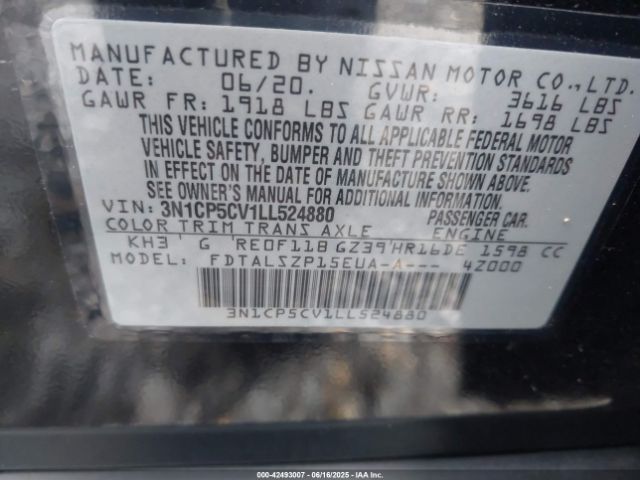 MANUFACTURED BY NISSAN MOTOR CO.,LTD.
DATE: 06/20. GVWR: 3616 LBS
GAWR FR: 1918 LBS GAWR RR: 1698 LBS
THIS VEHICLE CONFORMS TO ALL APPLICABLE FEDERAL MOTOR
VEHICLE SAFETY, BUMPER AND THEFT PREVENTION STANDARDS
IN EFFECT ON THE DATE OF MANUFACTURE SHOWN ABOVE.
SEE OWNER'S MANUAL FOR ADDITIONAL INFORMATION.
VIN: 3N1CP5CV1LL524880 PASSENGER CAR.
COLOR TRIM TRANS AXLE ENGINE
KH3 G RE0F11B GZ39 HR16DE 1598 CC
MODEL: FDTALSZP15EUA-A--- 4Z000
3N1CP5CV1LL524880
000-42493007 06/16/2025 IAAI.com